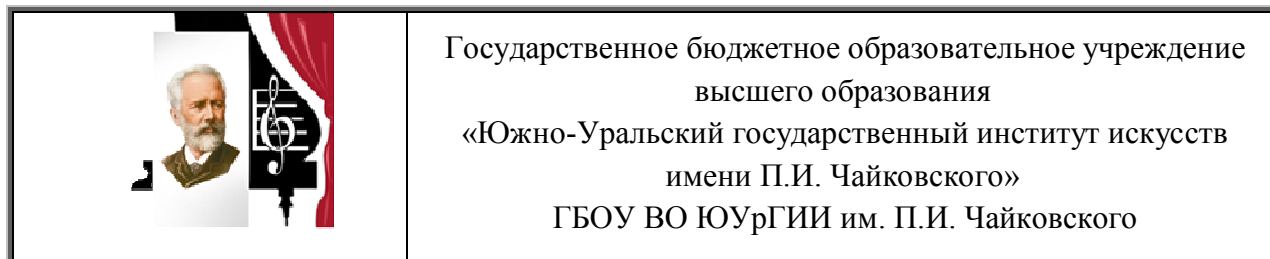 Государственное бюджетное образовательное учреждение
высшего образования
«Южно-Уральский государственный институт искусств
имени П.И. Чайковского»
ГБОУ ВО ЮУрГИИ им. П.И. Чайковского